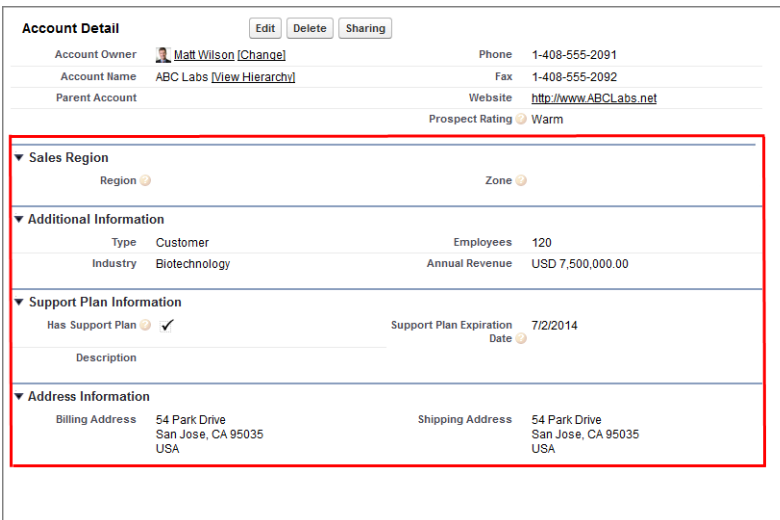 Account Detail Edit Delete Sharing
Account Owner Matt Wilson [Change] Phone 1-408-555-2091
Account Name ABC Labs [View Hierarchy] Fax 1-408-555-2092
Parent Account Website http://www.ABCLabs.net
Prospect Rating ? Warm
Sales Region
Region ? Zone ?
Additional Information
Type Customer Employees 120
Industry Biotechnology Annual Revenue USD 7,500,000.00
Support Plan Information
Has Support Plan ? ✓ Support Plan Expiration 7/2/2014
Date ?
Description
Address Information
Billing Address 54 Park Drive Shipping Address 54 Park Drive
San Jose, CA 95035 San Jose, CA 95035
USA USA